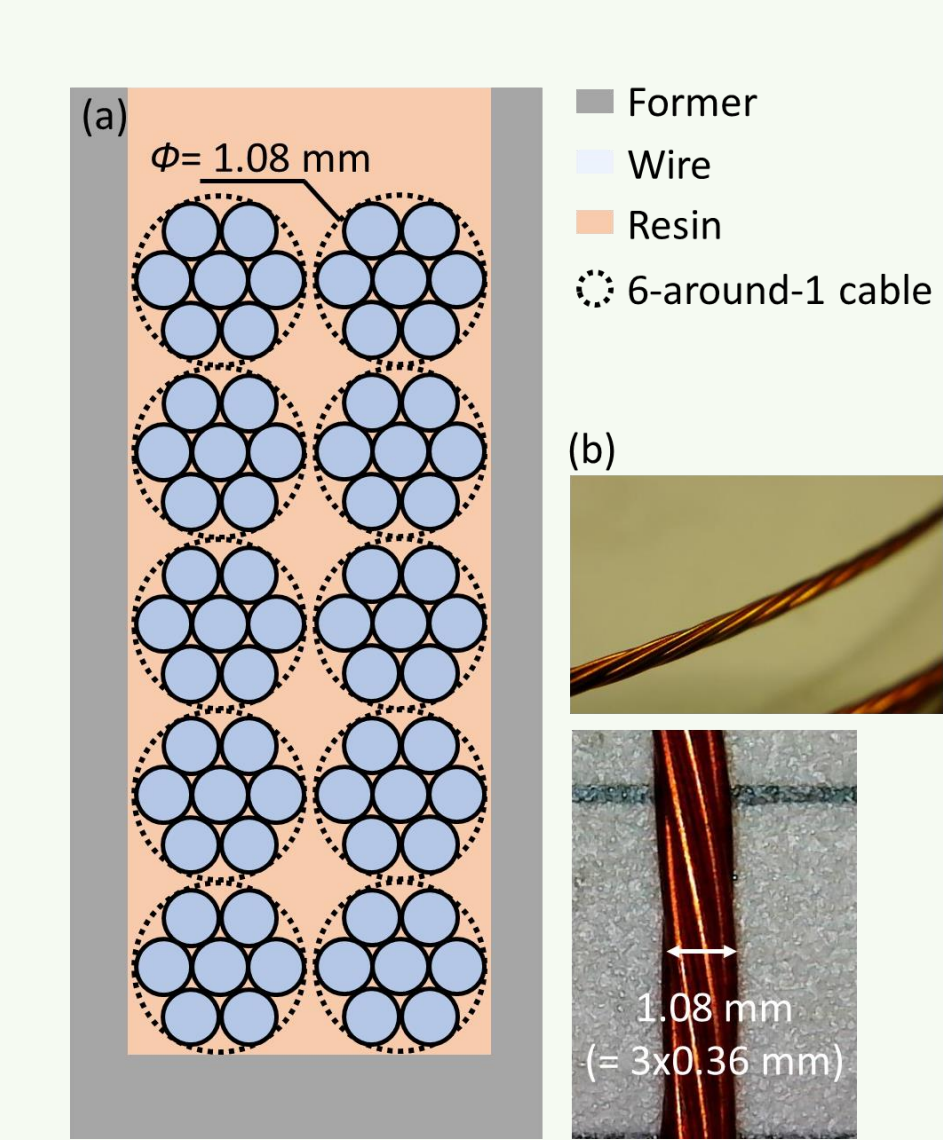 (a)
Φ= 1.08 mm
Former
Wire
Resin
6-around-1 cable
(b)
1.08 mm
(= 3x0.36 mm)